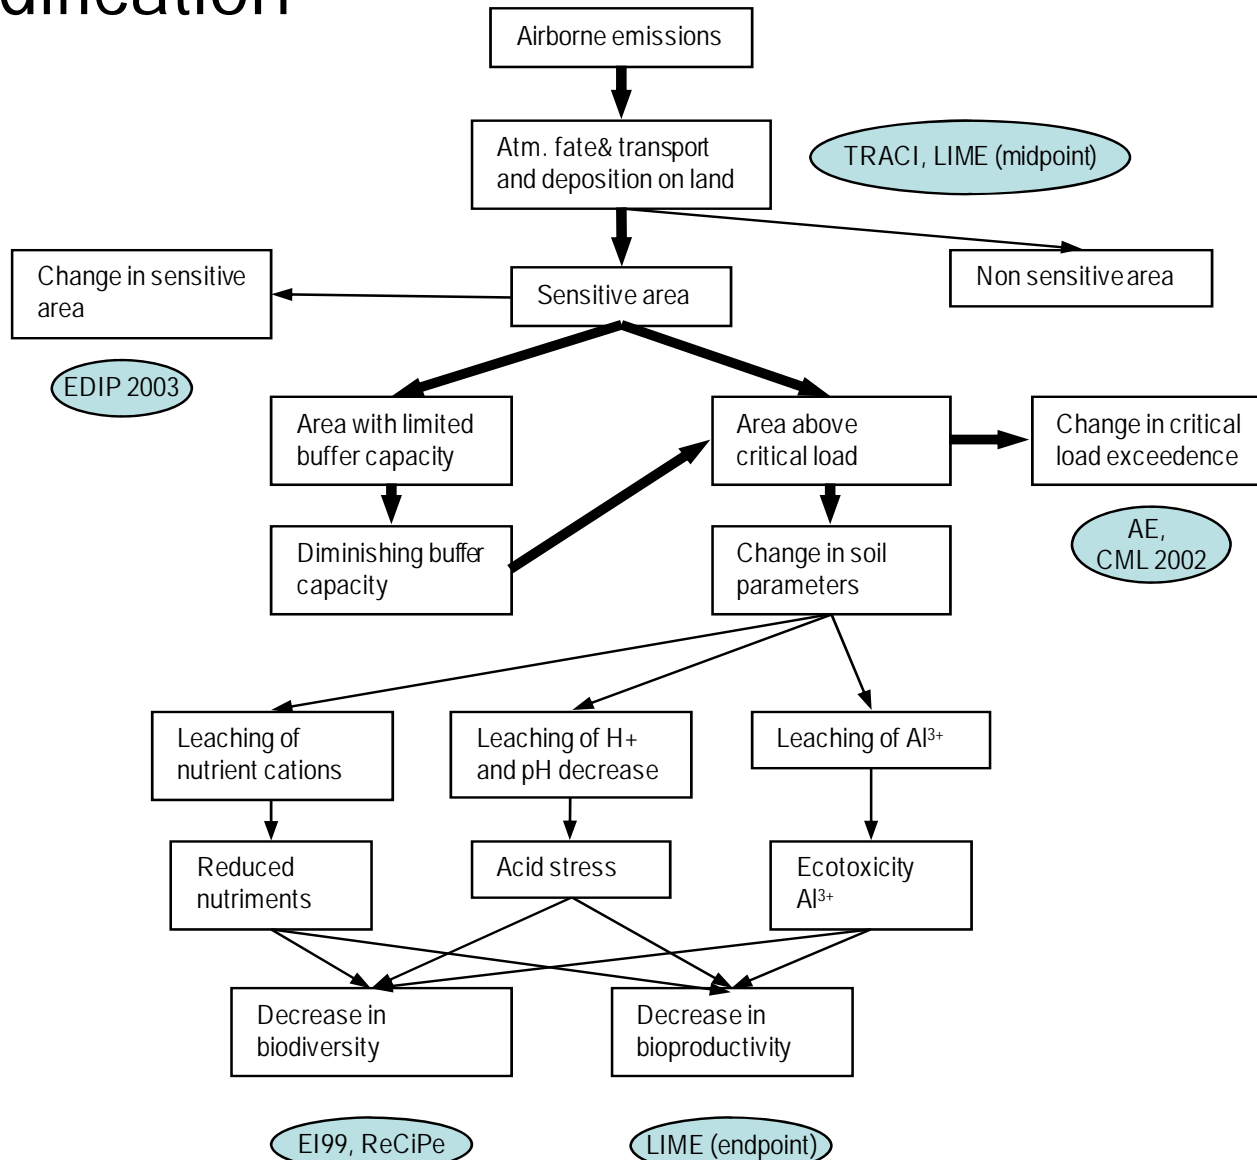 dification
Airborne emissions
Atm. fate& transport
and deposition on land
TRACI, LIME (midpoint)
Change in sensitive
area
Sensitive area
Non sensitive area
EDIP 2003
Area with limited
buffer capacity
Area above
critical load
Change in critical
load exceedence
Diminishing buffer
capacity
Change in soil
parameters
AE,
CML 2002
Leaching of
nutrient cations
Leaching of H+
and pH decrease
Leaching of Al³⁺
Reduced
nutriments
Acid stress
Ecotoxicity
Al³⁺
Decrease in
biodiversity
Decrease in
bioproductivity
EI99, ReCiPe
LIME (endpoint)